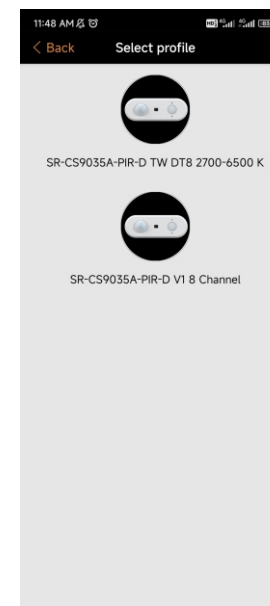 11:48 AM
Back
Select profile
SR-CS9035A-PIR-D TW DT8 2700-6500 K
SR-CS9035A-PIR-D V1 8 Channel